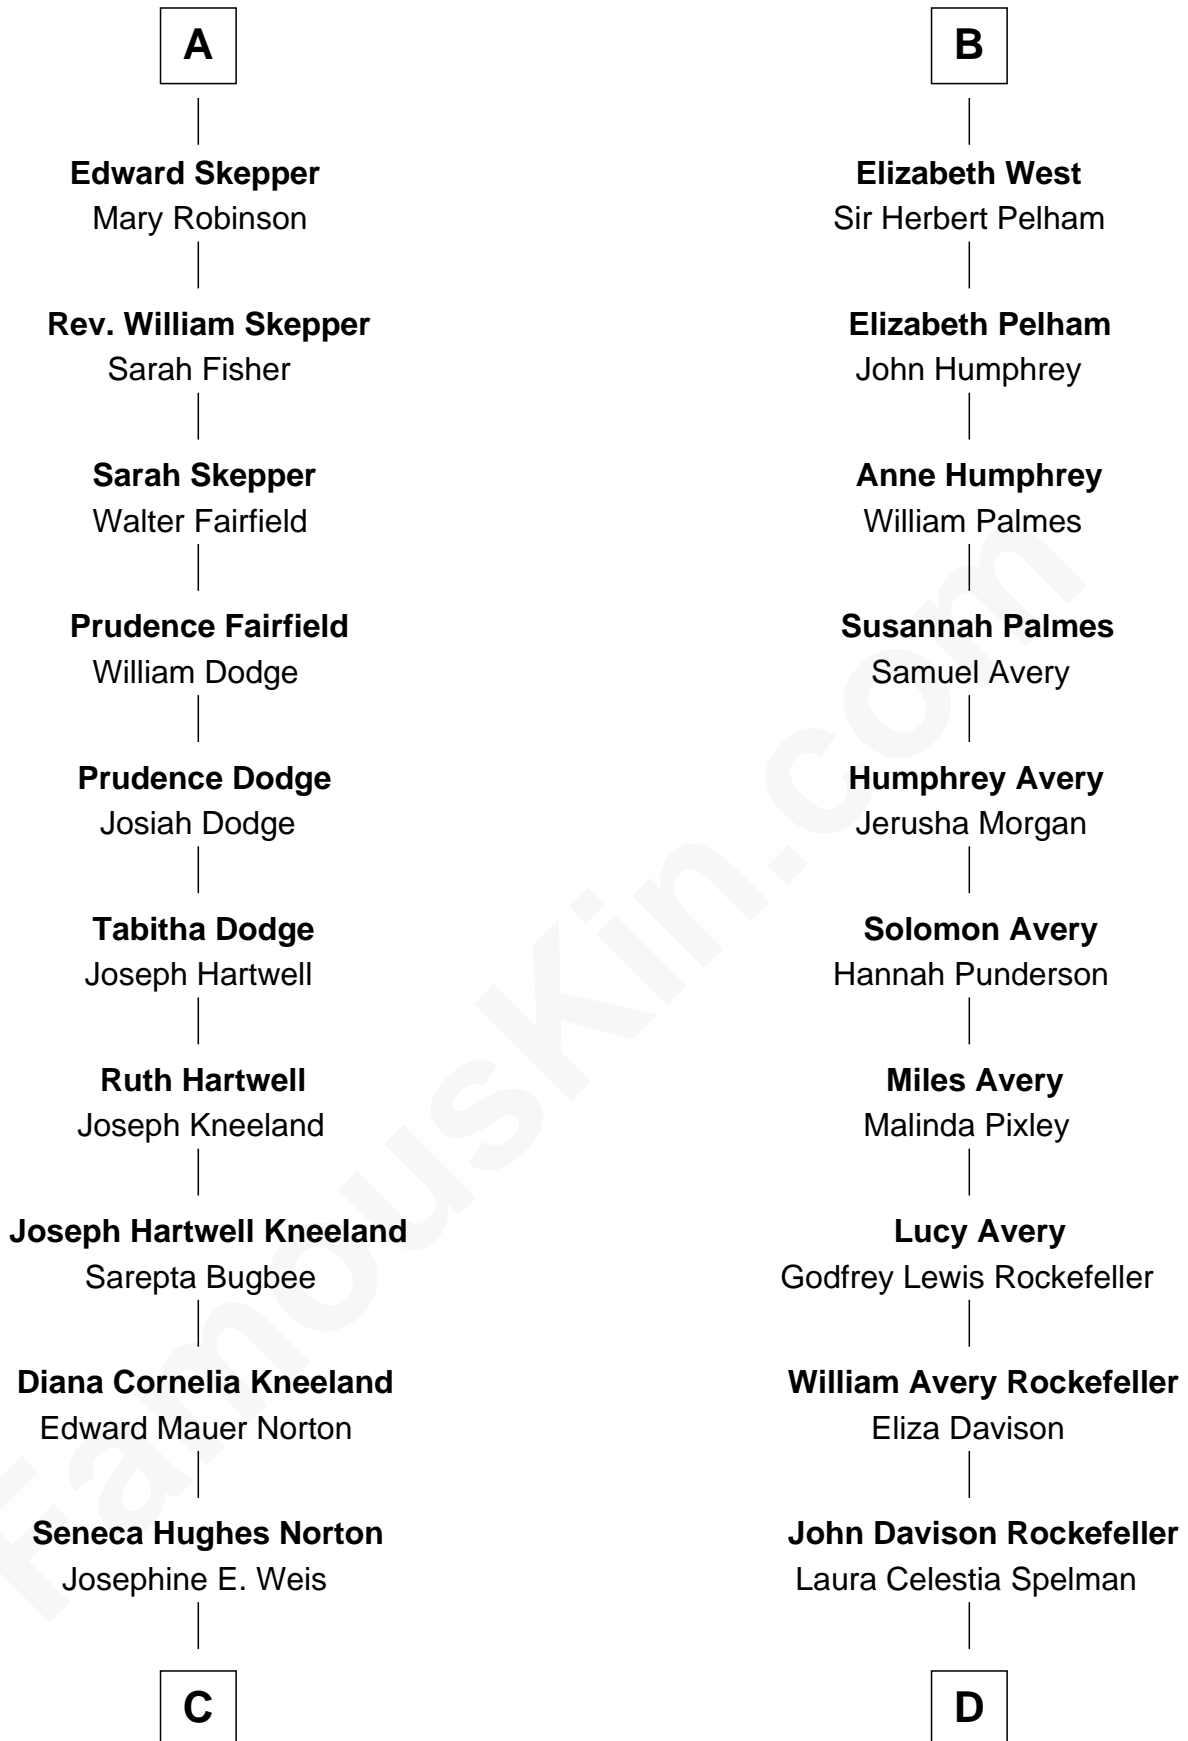 A
Edward Skepper
Mary Robinson
Rev. William Skepper
Sarah Fisher
Sarah Skepper
Walter Fairfield
Prudence Fairfield
William Dodge
Prudence Dodge
Josiah Dodge
Tabitha Dodge
Joseph Hartwell
Ruth Hartwell
Joseph Kneeland
Joseph Hartwell Kneeland
Sarepta Bugbee
Diana Cornelia Kneeland
Edward Mauer Norton
Seneca Hughes Norton
Josephine E. Weis
C
B
Elizabeth West
Sir Herbert Pelham
Elizabeth Pelham
John Humphrey
Anne Humphrey
William Palmes
Susannah Palmes
Samuel Avery
Humphrey Avery
Jerusha Morgan
Solomon Avery
Hannah Punderson
Miles Avery
Malinda Pixley
Lucy Avery
Godfrey Lewis Rockefeller
William Avery Rockefeller
Eliza Davison
John Davison Rockefeller
Laura Celestia Spelman
D
FamousKin.com